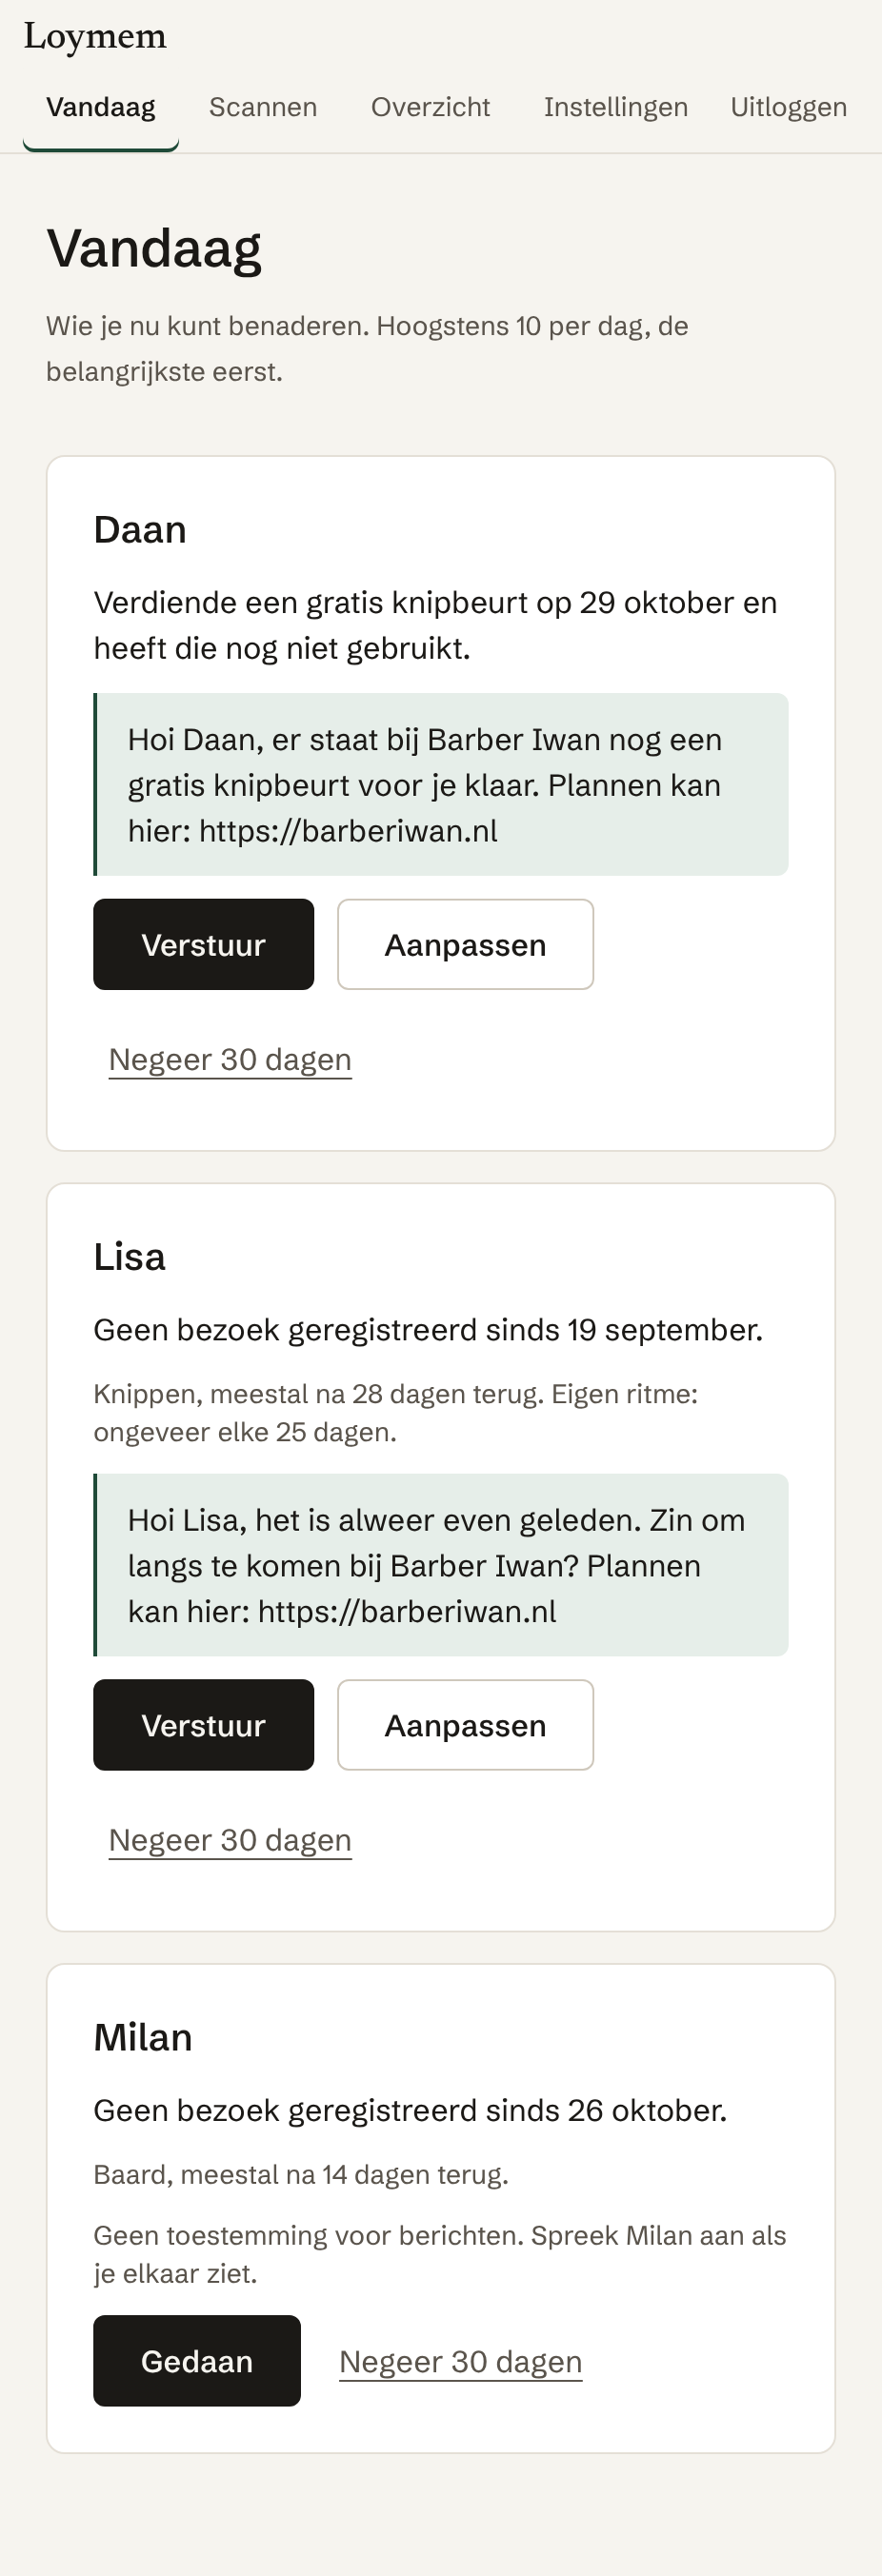 Loymem
Vandaag Scannen Overzicht Instellingen Uitloggen
Vandaag
Wie je nu kunt benaderen. Hoogstens 10 per dag, de
belangrijkste eerst.
Daan
Verdiende een gratis knipbeurt op 29 oktober en
heeft die nog niet gebruikt.
Hoi Daan, er staat bij Barber Iwan nog een
gratis knipbeurt voor je klaar. Plannen kan
hier: https://barberiwan.nl
Verstuur Aanpassen
Negeer 30 dagen
Lisa
Geen bezoek geregistreerd sinds 19 september.
Knippen, meestal na 28 dagen terug. Eigen ritme:
ongeveer elke 25 dagen.
Hoi Lisa, het is alweer even geleden. Zin om
langs te komen bij Barber Iwan? Plannen
kan hier: https://barberiwan.nl
Verstuur Aanpassen
Negeer 30 dagen
Milan
Geen bezoek geregistreerd sinds 26 oktober.
Baard, meestal na 14 dagen terug.
Geen toestemming voor berichten. Spreek Milan aan als
je elkaar ziet.
Gedaan Negeer 30 dagen